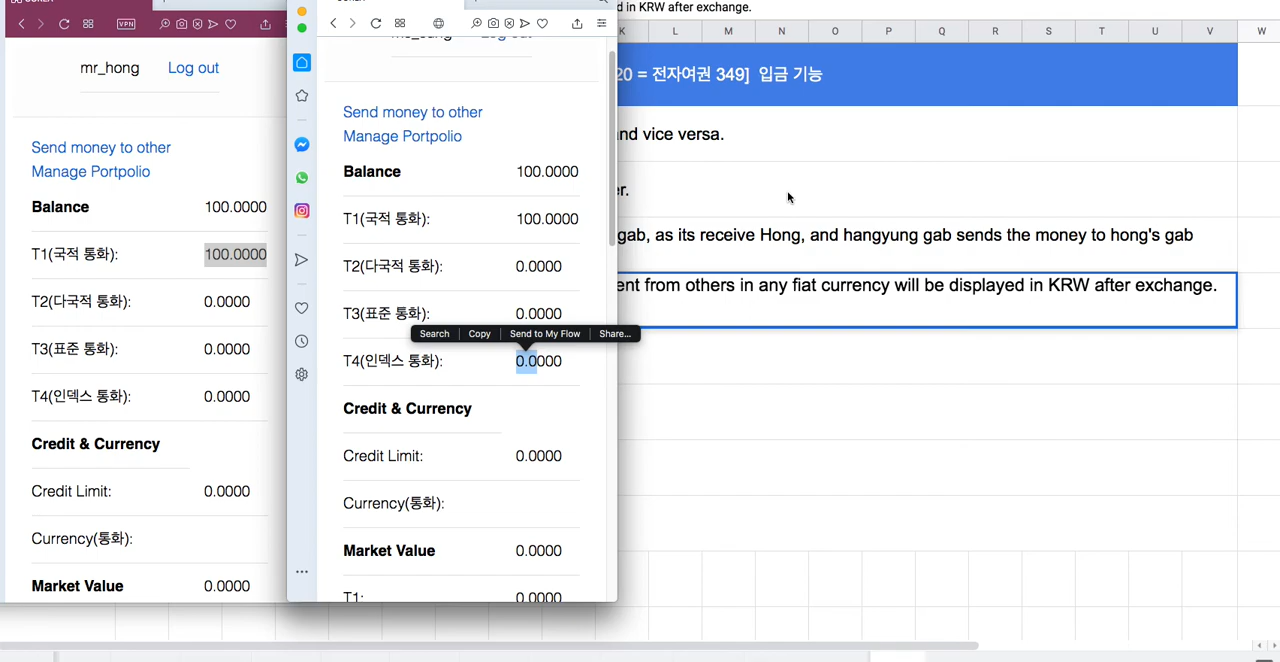 d in KRW after exchange.
VPN
K L M N O P Q R S T U V W
mr_hong Log out
Send money to other
Manage Portpolio
Balance 100.0000
T1(국적 통화): 100.0000
T2(다국적 통화): 0.0000
T3(표준 통화): 0.0000
T4(인덱스 통화): 0.0000
Credit & Currency
Credit Limit: 0.0000
Currency(통화):
Market Value 0.0000
Send money to other
Manage Portpolio
Balance 100.0000
T1(국적 통화): 100.0000
T2(다국적 통화): 0.0000
T3(표준 통화): 0.0000
Search Copy Send to My Flow Share...
T4(인덱스 통화): 0.0000
Credit & Currency
Credit Limit: 0.0000
Currency(통화):
Market Value 0.0000
T1: 0.0000
20 = 전자여권 349] 입금 기능
nd vice versa.
er.
gab, as its receive Hong, and hangyung gab sends the money to hong's gab
ent from others in any fiat currency will be displayed in KRW after exchange.